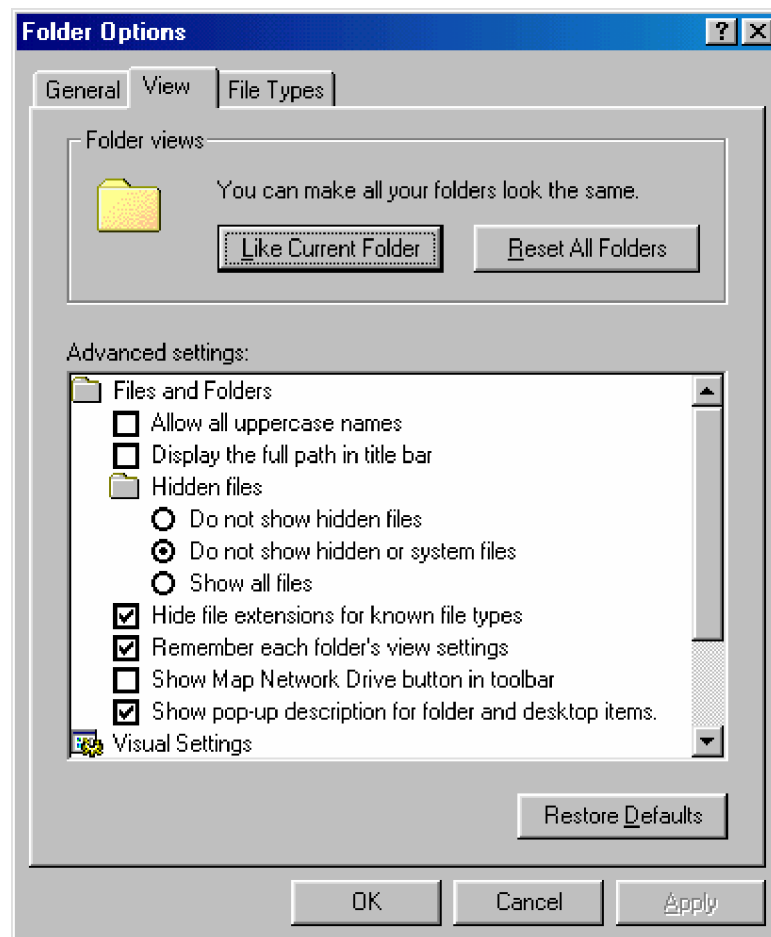 Folder Options
General View File Types
Folder views
You can make all your folders look the same.
Like Current Folder Reset All Folders
Advanced settings:
Files and Folders
Allow all uppercase names
Display the full path in title bar
Hidden files
Do not show hidden files
Do not show hidden or system files
Show all files
Hide file extensions for known file types
Remember each folder's view settings
Show Map Network Drive button in toolbar
Show pop-up description for folder and desktop items.
Visual Settings
Restore Defaults
OK Cancel Apply